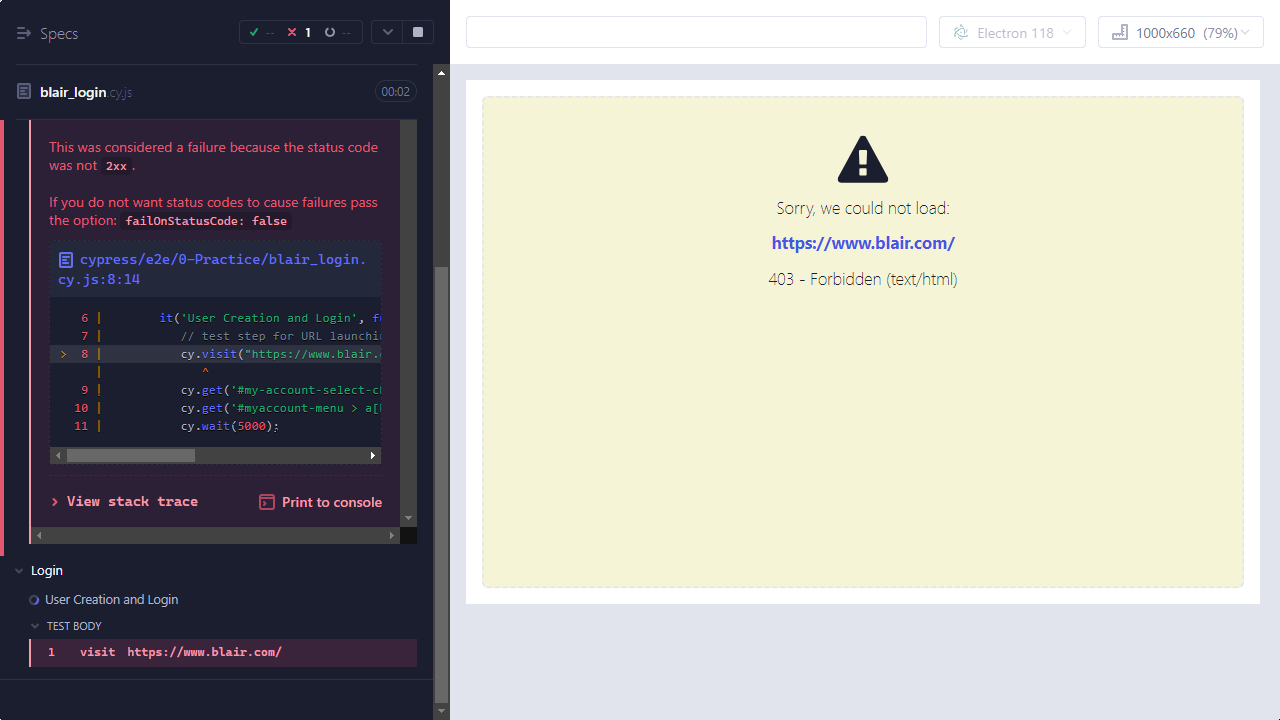 Specs
-- 1 --
Electron 118
1000x660 (79%)
blair_login.cy.js
00:02
This was considered a failure because the status code
was not 2xx .
If you do not want status codes to cause failures pass
the option: failOnStatusCode: false
cypress/e2e/0-Practice/blair_login.
cy.js:8:14
6 | it('User Creation and Login',
7 | // test step for URL
> 8 | cy.visit("https://www.blair.
| ^
9 | cy.get('#my-account-select-
10 | cy.get('#myaccount-menu > a[
11 | cy.wait(5000);
> View stack trace
Print to console
Login
User Creation and Login
TEST BODY
1 visit https://www.blair.com/
Sorry, we could not load:
https://www.blair.com/
403 - Forbidden (text/html)